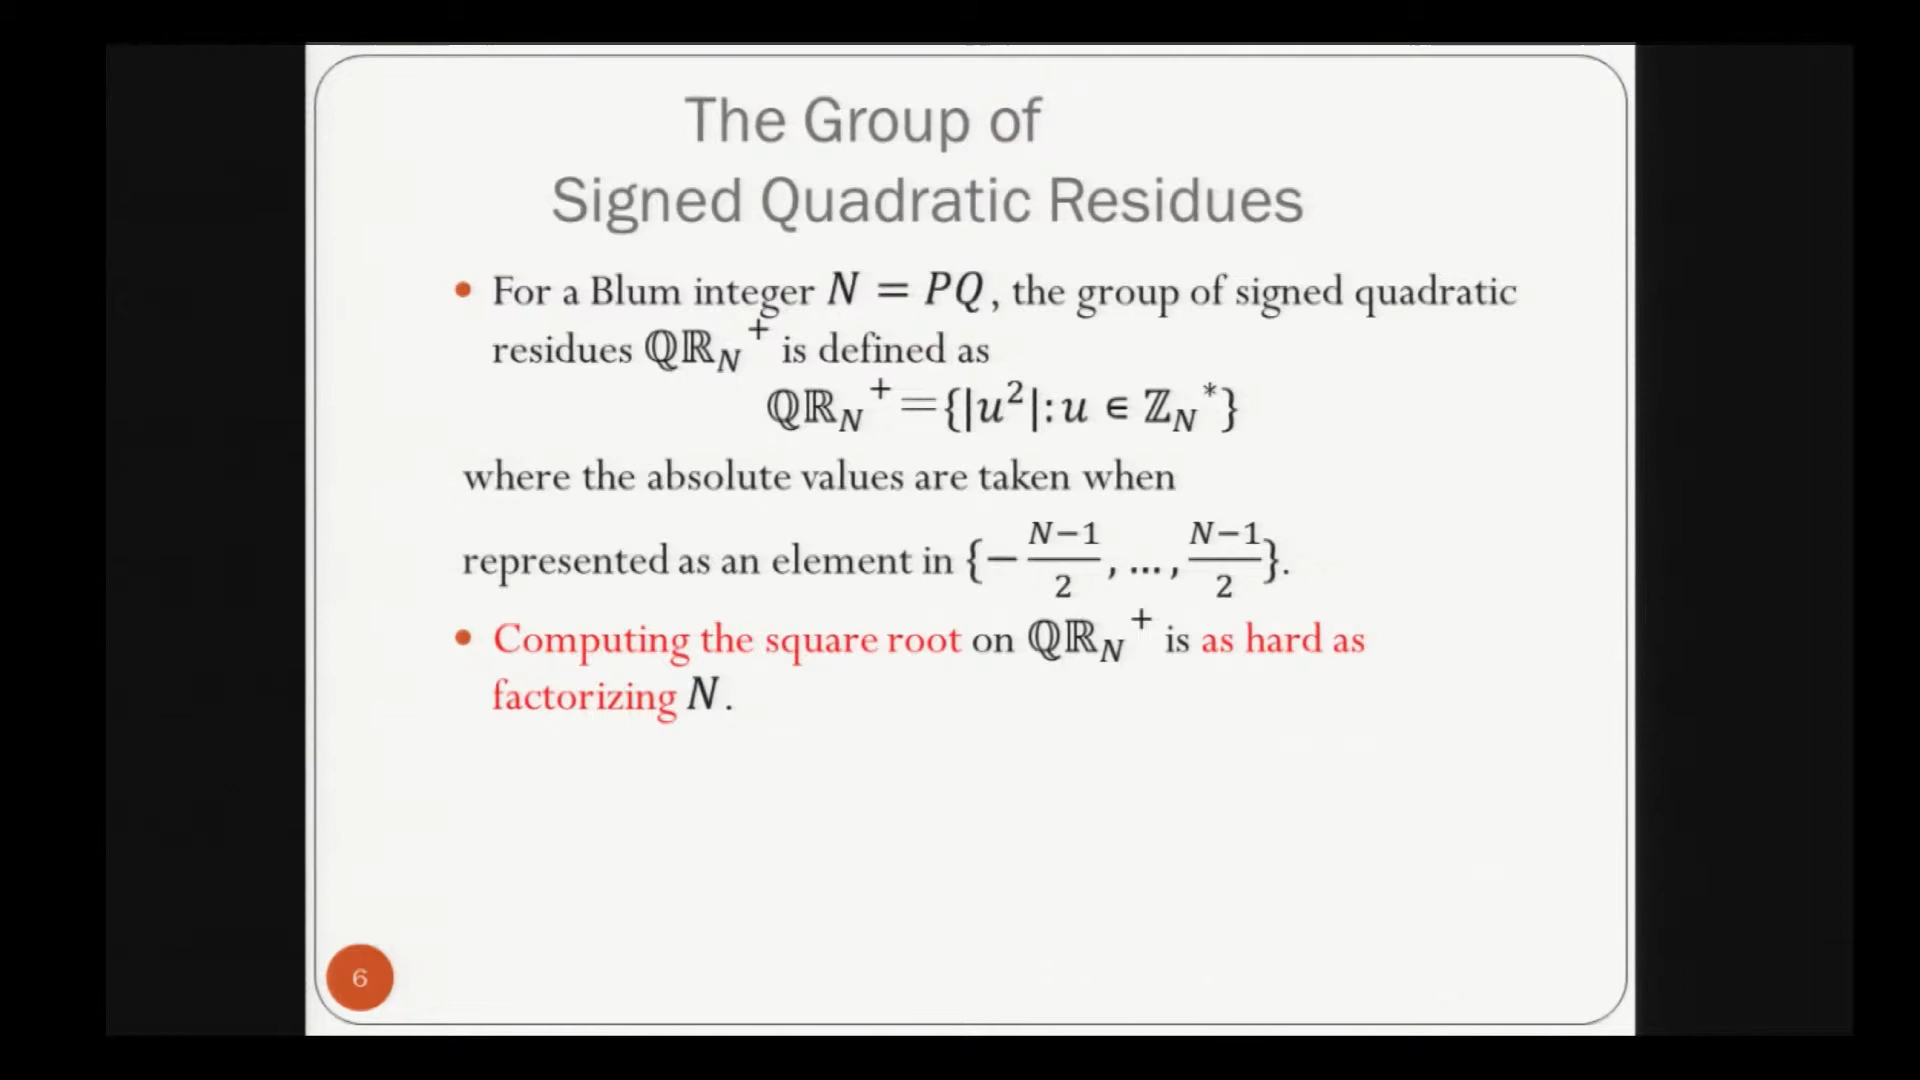 The Group of
Signed Quadratic Residues
• For a Blum integer N = PQ, the group of signed quadratic
residues ℚℝ_N^+ is defined as
ℚℝ_N^+={|u^2|:u ∈ ℤ_N^*}
where the absolute values are taken when
represented as an element in {−(N−1)/2, …, (N−1)/2}.
• Computing the square root on ℚℝ_N^+ is as hard as
factorizing N.
6